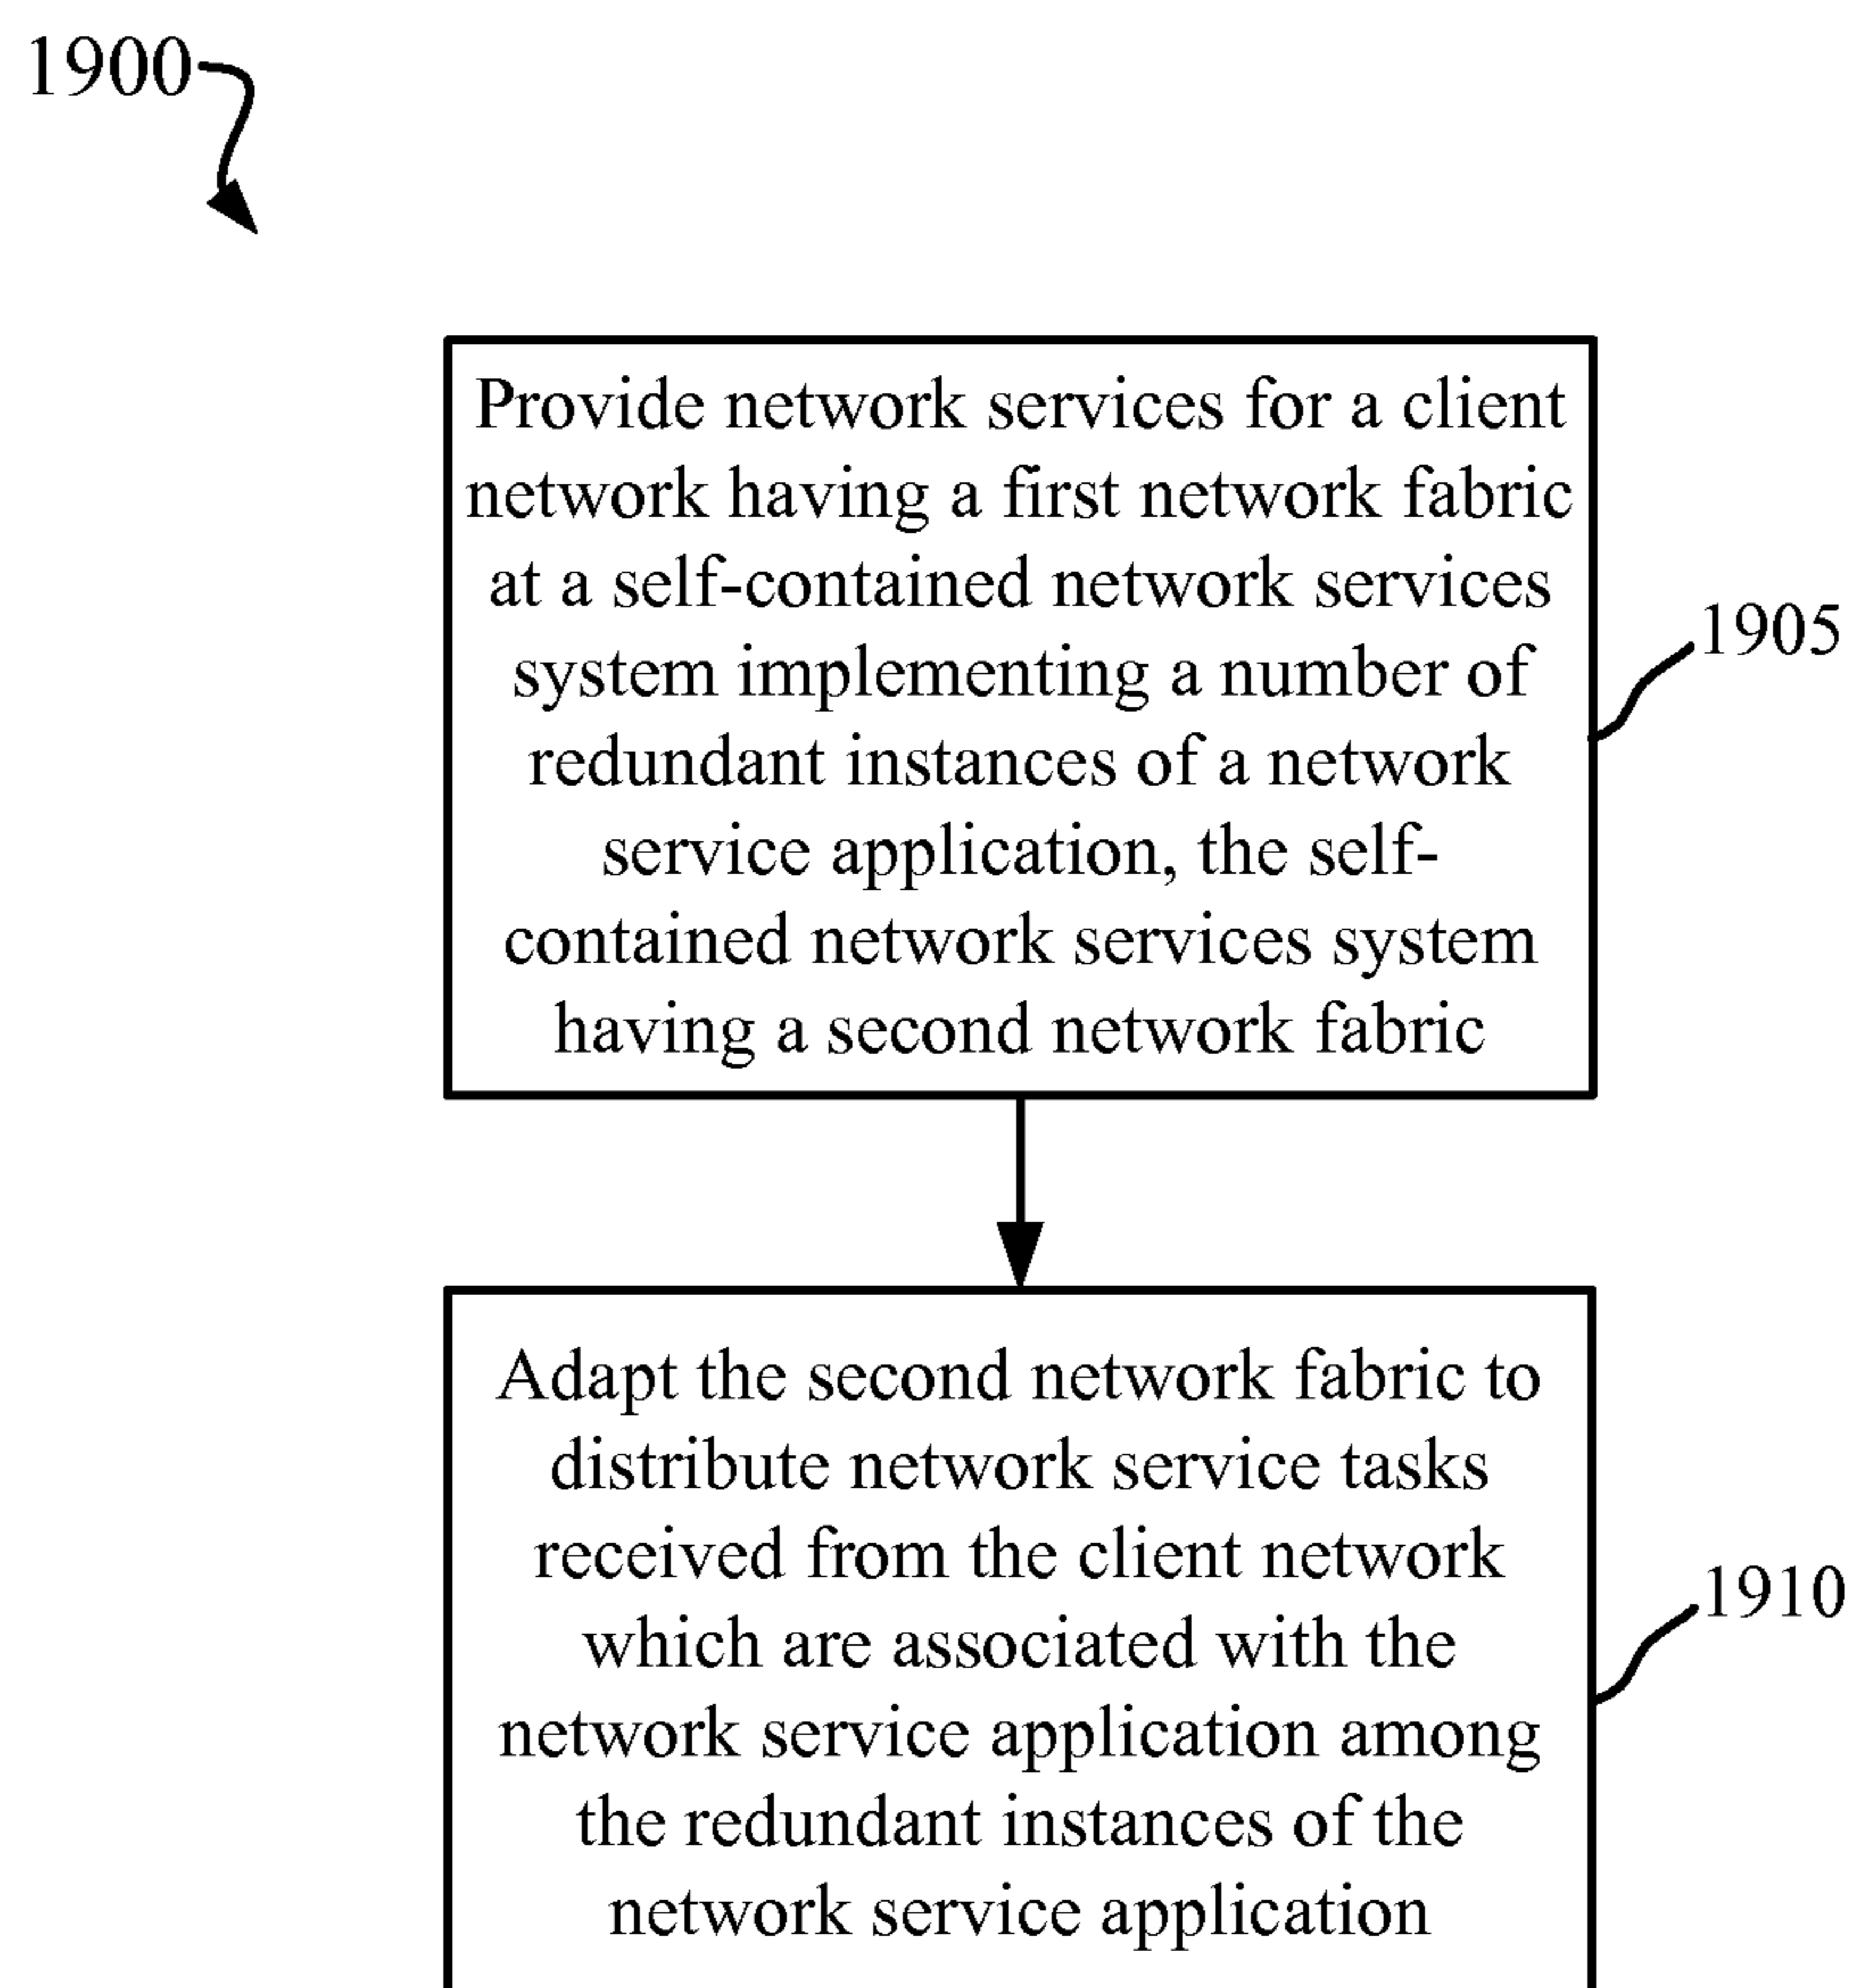 1900
Provide network services for a client
network having a first network fabric
at a self-contained network services
system implementing a number of
redundant instances of a network
service application, the self-
contained network services system
having a second network fabric
1905
Adapt the second network fabric to
distribute network service tasks
received from the client network
which are associated with the
network service application among
the redundant instances of the
network service application
1910